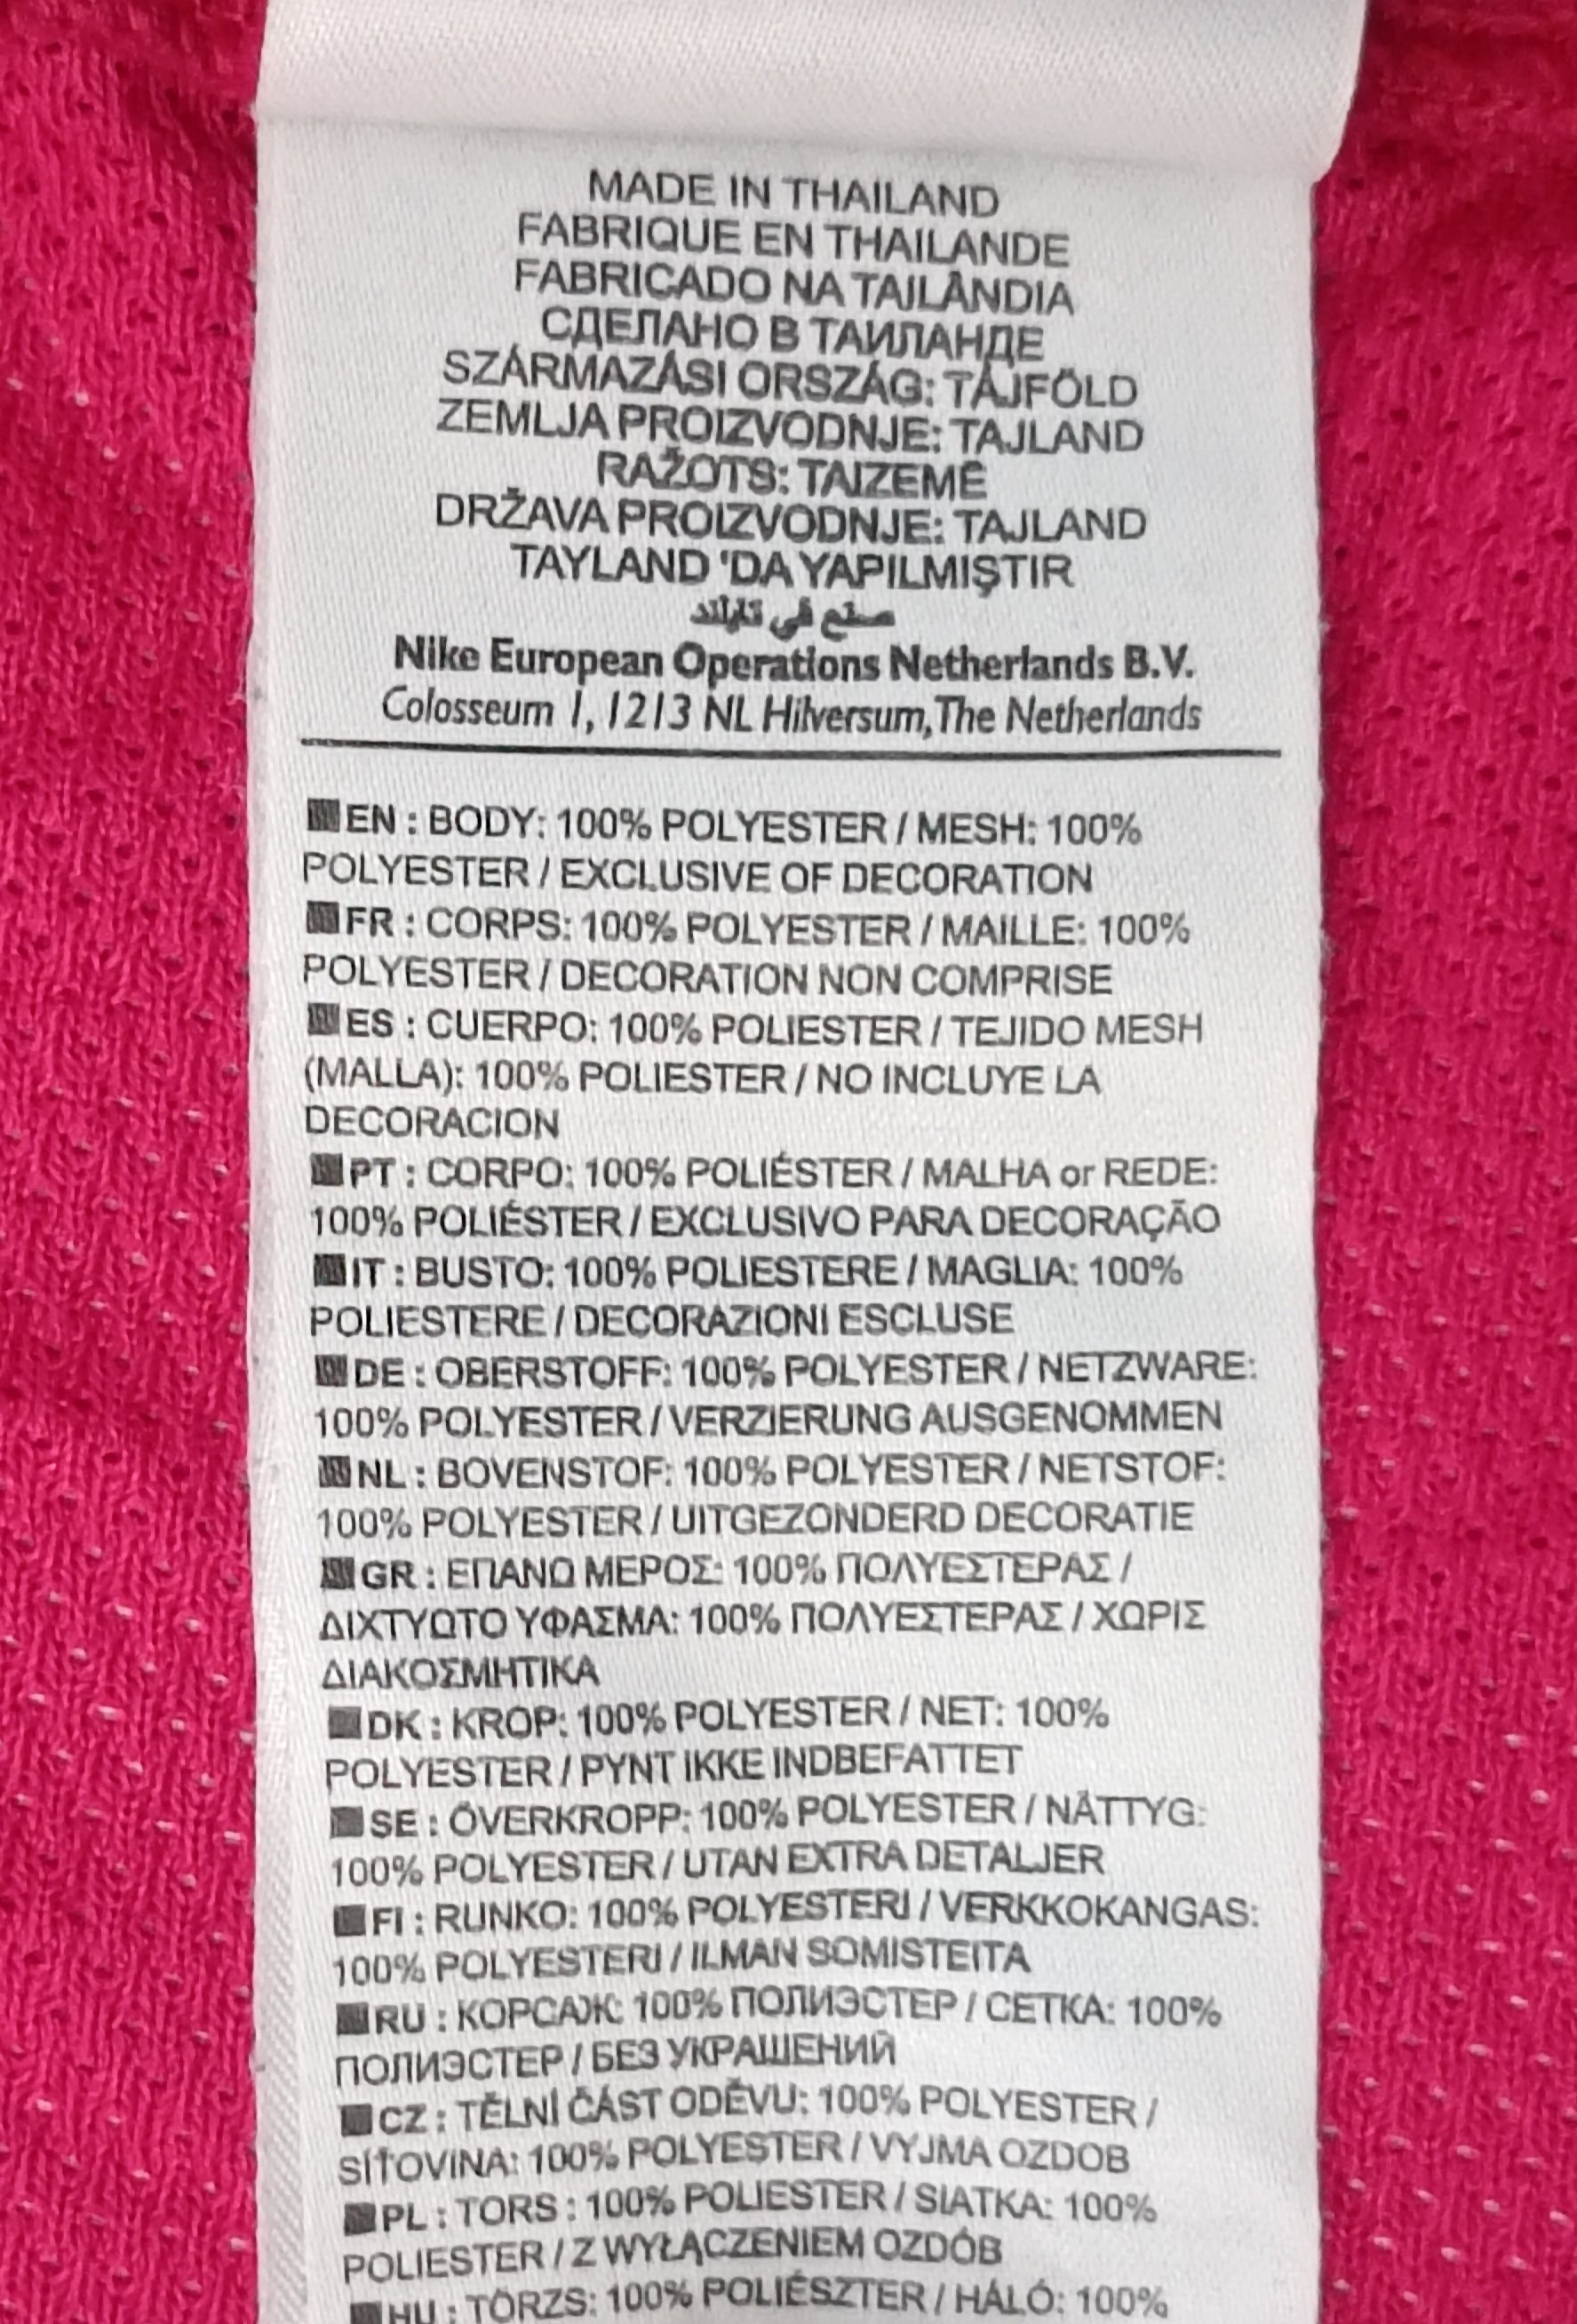 MADE IN THAILAND
FABRIQUE EN THAILANDE
FABRICADO NA TAILÂNDIA
СДЕЛАНО В ТАИЛАНДЕ
SZÁRMAZÁSI ORSZÁG: TÁJFÖLD
ZEMLJA PROIZVODNJE: TAJLAND
RAŽOTS: TAIZEMĒ
DRŽAVA PROIZVODNJE: TAJLAND
TAYLAND 'DA YAPILMIŞTIR
صنع في تايلند
Nike European Operations Netherlands B.V.
Colosseum 1, 1213 NL Hilversum, The Netherlands
EN : BODY: 100% POLYESTER / MESH: 100%
POLYESTER / EXCLUSIVE OF DECORATION
FR : CORPS: 100% POLYESTER / MAILLE: 100%
POLYESTER / DECORATION NON COMPRISE
ES : CUERPO: 100% POLIESTER / TEJIDO MESH
(MALLA): 100% POLIESTER / NO INCLUYE LA
DECORACION
PT : CORPO: 100% POLIÉSTER / MALHA or REDE:
100% POLIÉSTER / EXCLUSIVO PARA DECORAÇÃO
IT : BUSTO: 100% POLIESTERE / MAGLIA: 100%
POLIESTERE / DECORAZIONI ESCLUSE
DE : OBERSTOFF: 100% POLYESTER / NETZWARE:
100% POLYESTER / VERZIERUNG AUSGENOMMEN
NL : BOVENSTOF: 100% POLYESTER / NETSTOF:
100% POLYESTER / UITGEZONDERD DECORATIE
GR : ΕΠΑΝΩ ΜΕΡΟΣ: 100% ΠΟΛΥΕΣΤΕΡΑΣ /
ΔΙΧΤΥΩΤΟ ΥΦΑΣΜΑ: 100% ΠΟΛΥΕΣΤΕΡΑΣ / ΧΩΡΙΣ
ΔΙΑΚΟΣΜΗΤΙΚΑ
DK : KROP: 100% POLYESTER / NET: 100%
POLYESTER / PYNT IKKE INDBEFATTET
SE : ÖVERKROPP: 100% POLYESTER / NÄTTYG:
100% POLYESTER / UTAN EXTRA DETALJER
FI : RUNKO: 100% POLYESTERI / VERKKOKANGAS:
100% POLYESTERI / ILMAN SOMISTEITA
RU : КОРСАЖ: 100% ПОЛИЭСТЕР / СЕТКА: 100%
ПОЛИЭСТЕР / БЕЗ УКРАШЕНИЙ
CZ : TĚLNÍ ČÁST ODĚVU: 100% POLYESTER /
SÍŤOVINA: 100% POLYESTER / VYJMA OZDOB
PL : TORS : 100% POLIESTER / SIATKA: 100%
POLIESTER / Z WYŁĄCZENIEM OZDÓB
HU : TÖRZS: 100% POLIÉSZTER / HÁLÓ: 100%